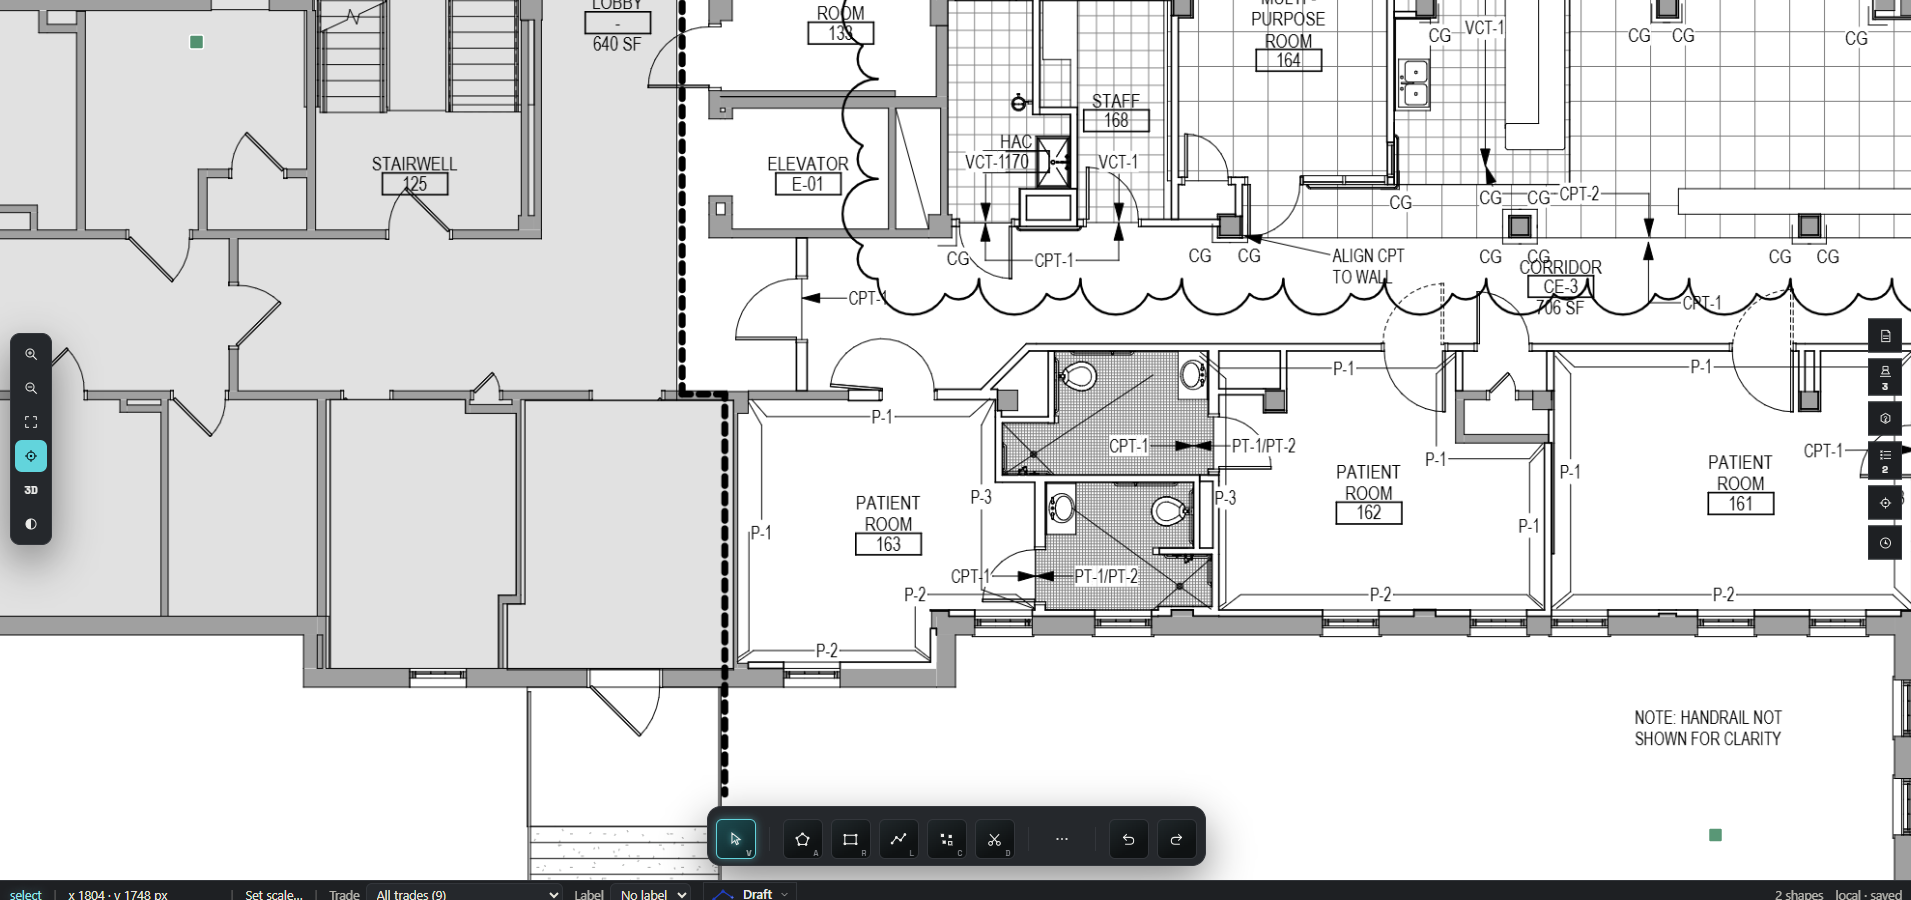 LOBBY
-
640 SF
ROOM
133
PURPOSE
ROOM
164
CG
VCT-1
CG
CG
CG
STAFF
168
HAC
VCT-1170
VCT-1
STAIRWELL
125
ELEVATOR
E-01
CG
CG
CG
CPT-2
CG
CPT-1
CG
CG
ALIGN CPT
TO WALL
CG
CG
CG
CG
CORRIDOR
CE-3
706 SF
CPT-1
CPT-1
P-1
P-1
P-1
CPT-1
PT-1/PT-2
P-1
P-1
CPT-1
PATIENT
ROOM
163
P-3
P-3
PATIENT
ROOM
162
PATIENT
ROOM
161
P-1
P-1
CPT-1
PT-1/PT-2
P-2
P-2
P-2
P-2
NOTE: HANDRAIL NOT
SHOWN FOR CLARITY
3D
3
2
V
A
R
L
C
D
select
x 1804 · y 1748 px
Set scale...
Trade
All trades (9)
Label
No label
Draft
2 shapes
local · saved